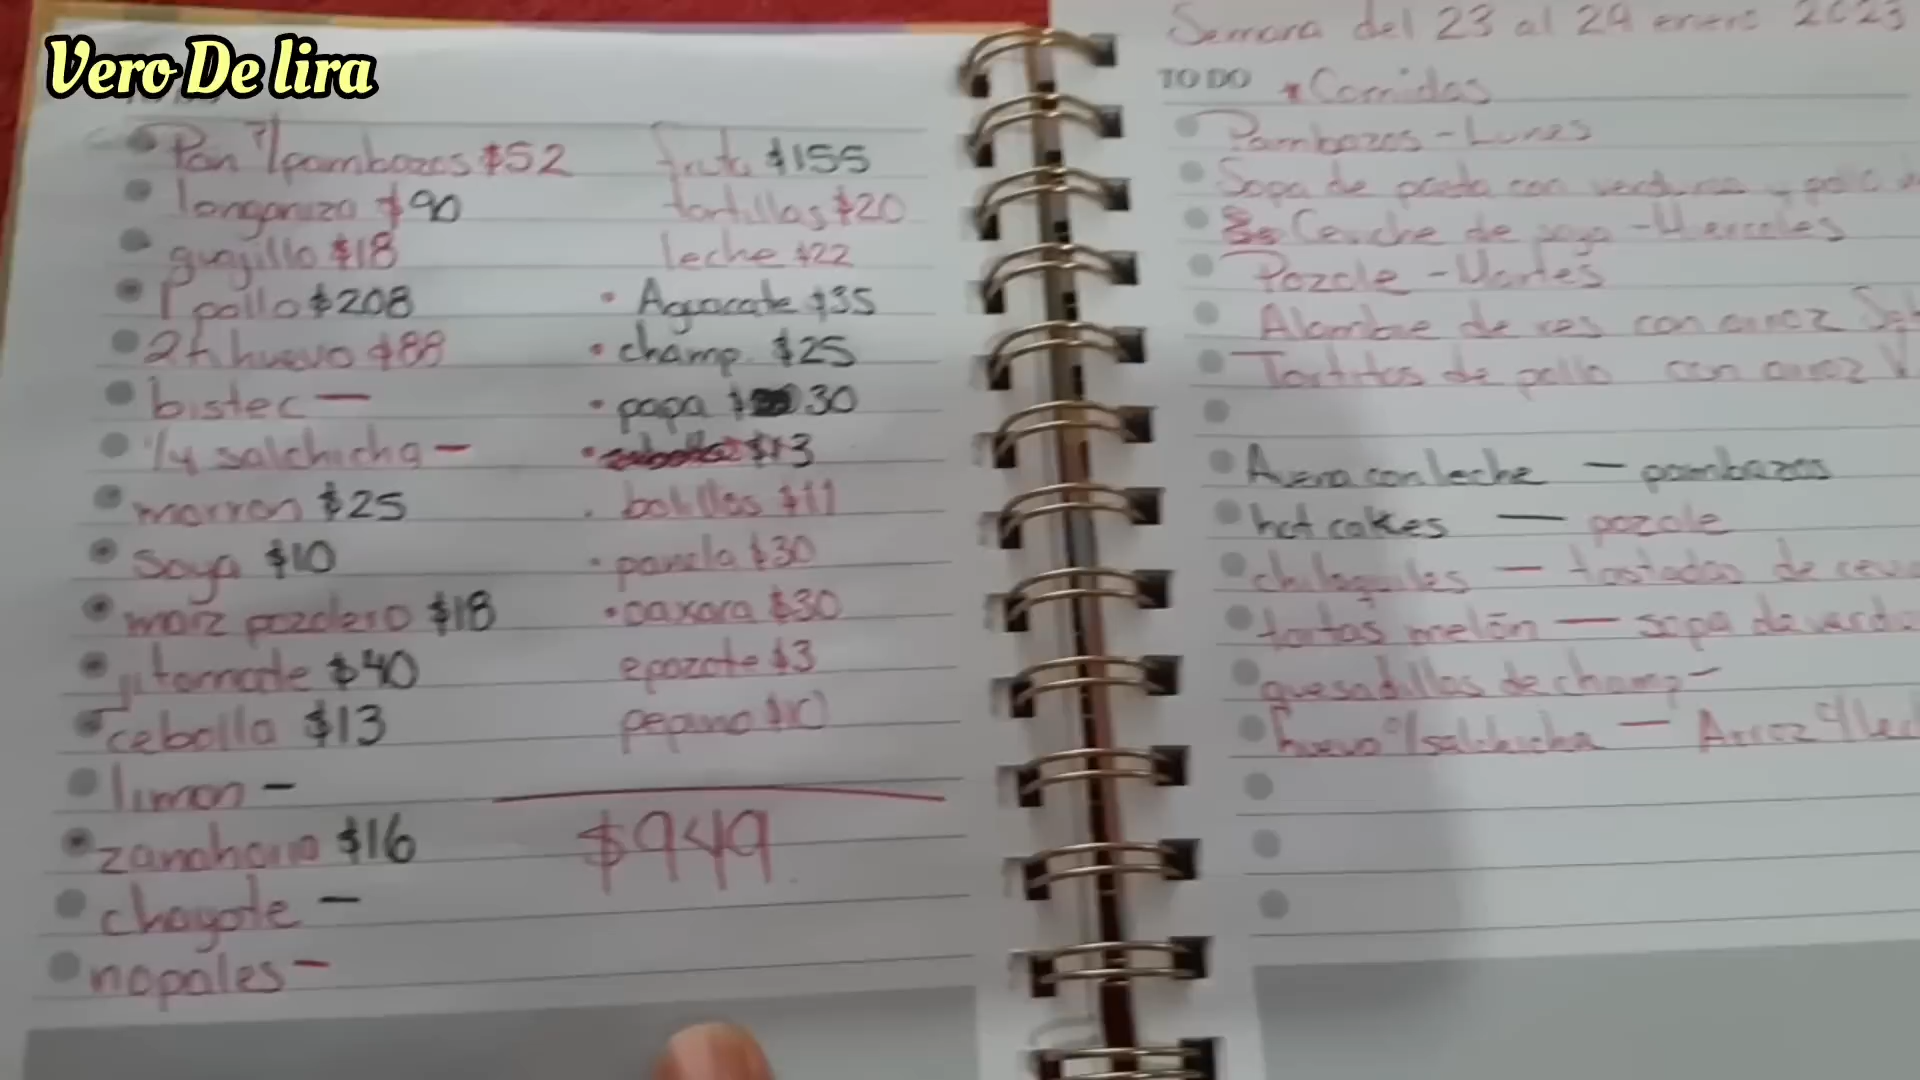 Vero De lira
Pan p/pambazos $52
longaniza $90
guajillo $18
1 pollo $208
2k huevo $88
bistec —
1/4 salchicha —
morron $25
Soya $10
maiz pozolero $18
jitomate $40
cebolla $13
limon —
zanahoria $16
chayote —
nopales —
fruta $155
tortillas $20
leche $22
Aguacate $35
champ. $25
papa $30
$13
bolillos $11
panela $30
oaxaca $30
epazote $3
pepino $10
$949
Semana del 23 al 29 enero 2023
TO DO * Comidas
Pambazos - Lunes
Sopa de pasta con verduras y pollo
Ceviche de soya - Miercoles
Pozole - Martes
Alambre de res con arroz
Tortitas de pollo con arroz
Avena con leche — pambazos
hot cakes — pozole
chilaquiles — tostadas de
tortas melón — sopa de
quesadillas de champ —
huevo c/salchicha — Arroz c/